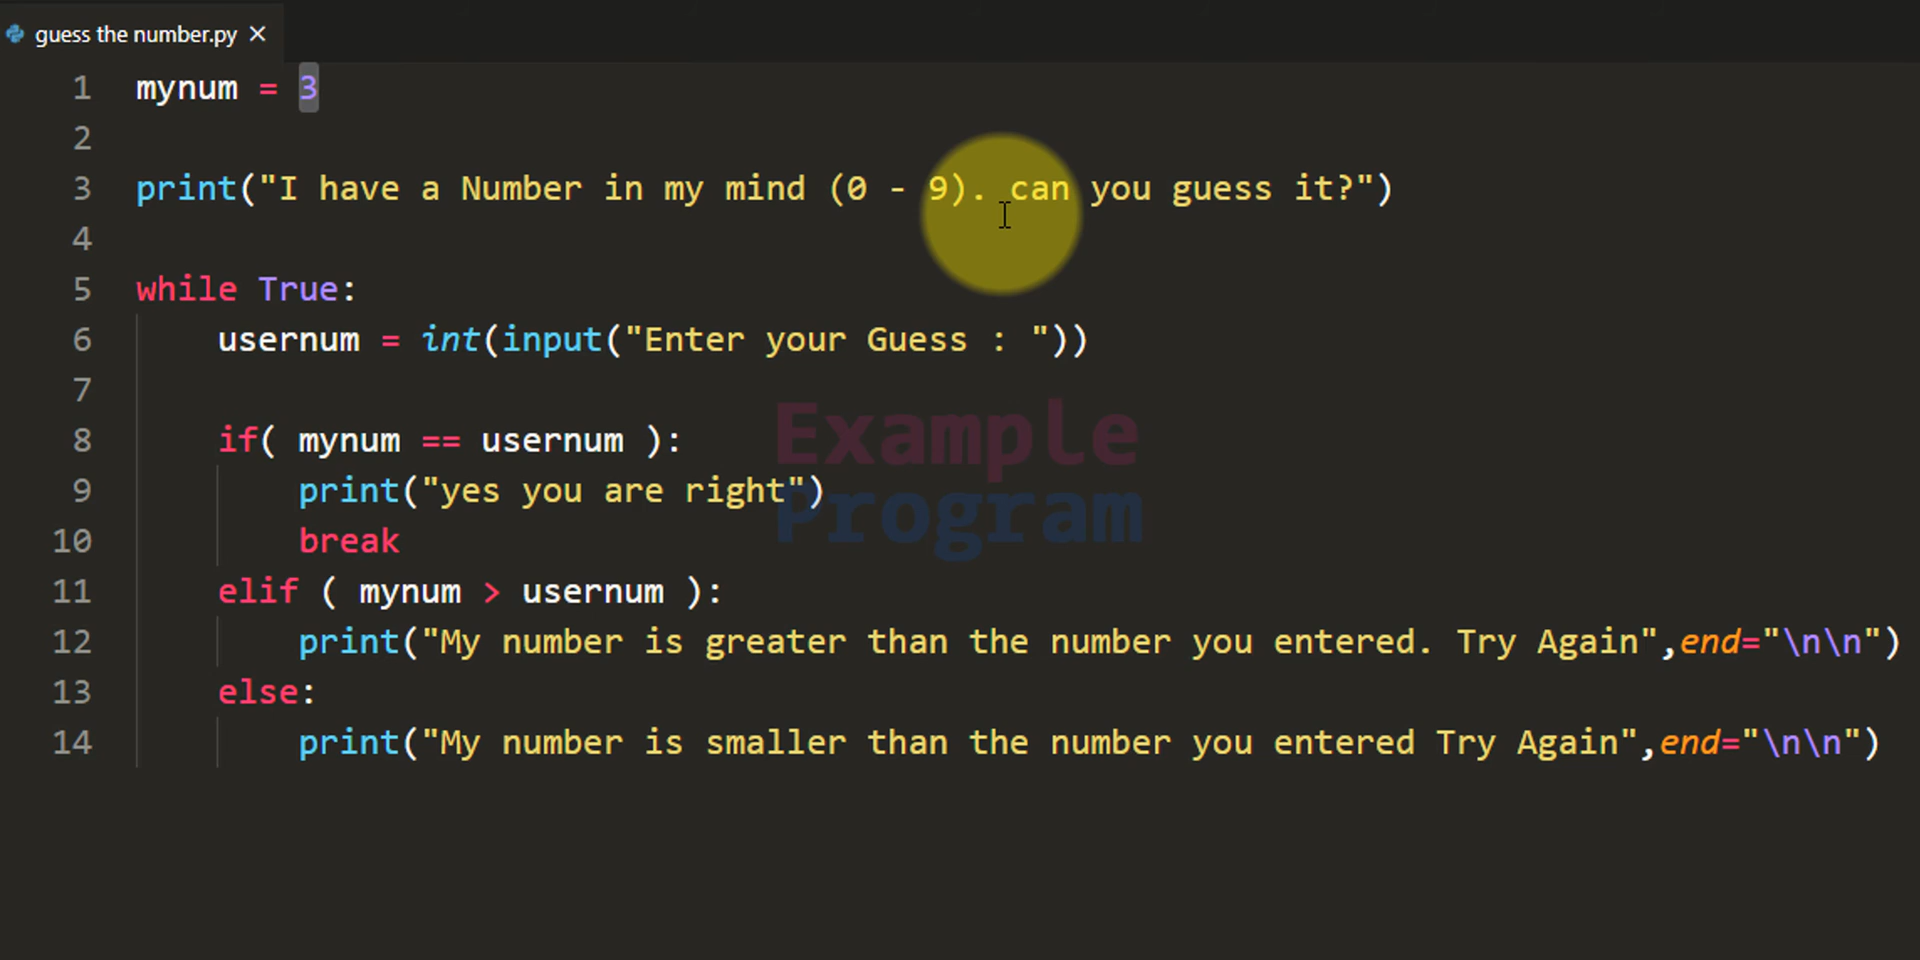 guess the number.py
1 mynum = 3
2
3 print("I have a Number in my mind (0 - 9). can you guess it?")
4
5 while True:
6     usernum = int(input("Enter your Guess : "))
7
8     if( mynum == usernum ):
9         print("yes you are right")
10         break
11     elif ( mynum > usernum ):
12         print("My number is greater than the number you entered. Try Again",end="\n\n")
13     else:
14         print("My number is smaller than the number you entered Try Again",end="\n\n")
Example
Program